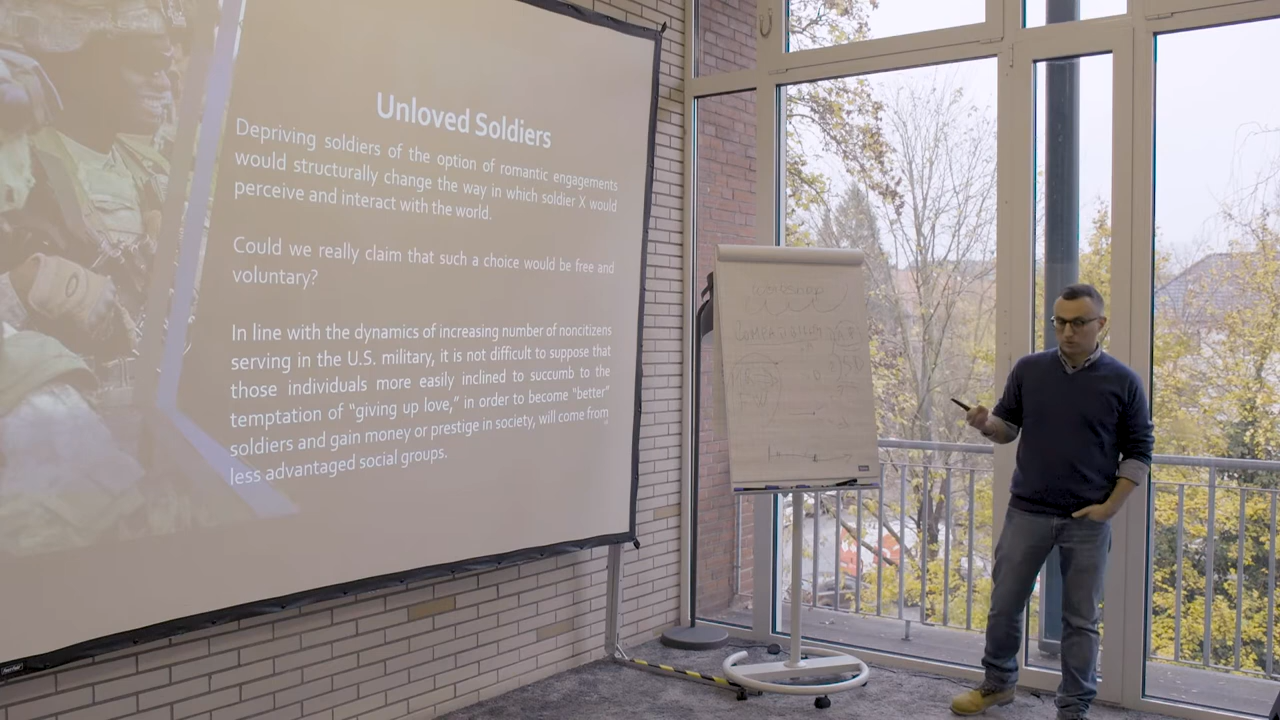 Unloved Soldiers
Depriving soldiers of the option of romantic engagements
would structurally change the way in which soldier X would
perceive and interact with the world.
Could we really claim that such a choice would be free and
voluntary?
In line with the dynamics of increasing number of noncitizens
serving in the U.S. military, it is not difficult to suppose that
those individuals more easily inclined to succumb to the
temptation of “giving up love,” in order to become “better”
soldiers and gain money or prestige in society, will come from
less advantaged social groups.